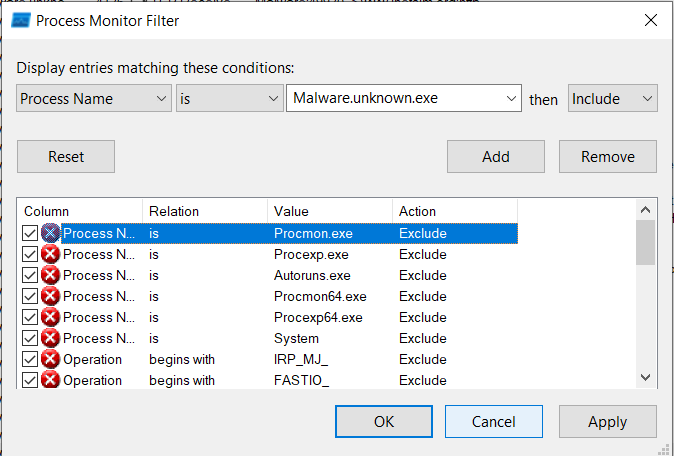 Process Monitor Filter
Display entries matching these conditions:
Process Name is Malware.unknown.exe then Include
Reset Add Remove
Column Relation Value Action
Process N... is Procmon.exe Exclude
Process N... is Procexp.exe Exclude
Process N... is Autoruns.exe Exclude
Process N... is Procmon64.exe Exclude
Process N... is Procexp64.exe Exclude
Process N... is System Exclude
Operation begins with IRP_MJ_ Exclude
Operation begins with FASTIO_ Exclude
OK Cancel Apply